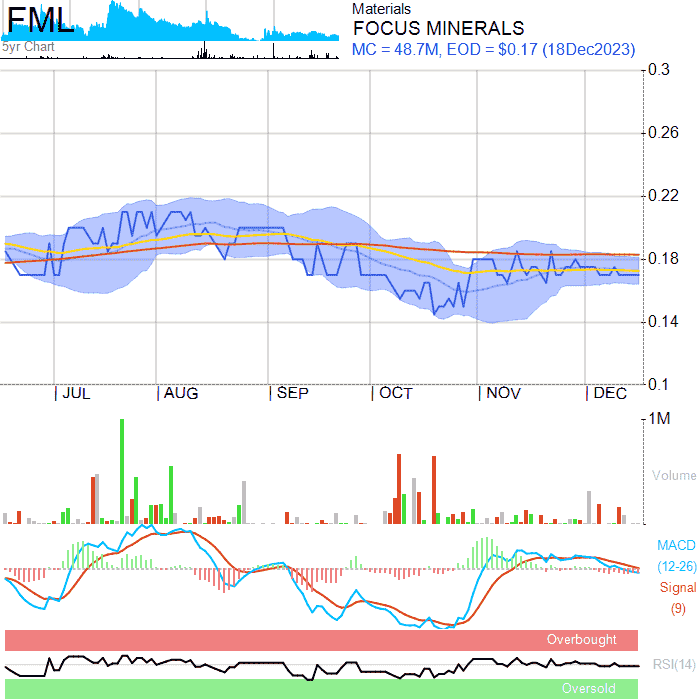 FML
5yr Chart
Materials
FOCUS MINERALS
MC = 48.7M, EOD = $0.17 (18Dec2023)
0.3
0.26
0.22
0.18
0.14
0.1
JUL AUG SEP OCT NOV DEC
1M
Volume
MACD
(12-26)
Signal
(9)
Overbought
RSI(14)
Oversold